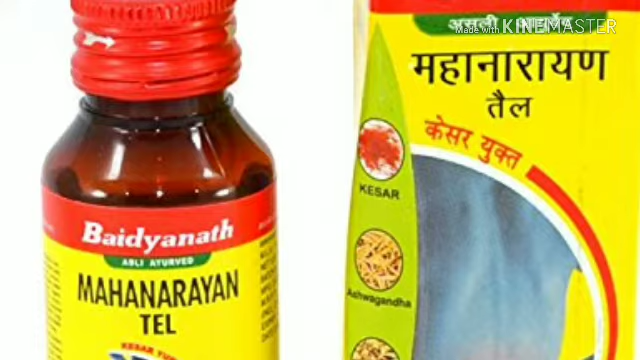 Made with KINEMASTER
Baidyanath
ASLI AYURVED
MAHANARAYAN
TEL
असली
महानारायण
तैल
केसर युक्त
KESAR
Ashwagandha